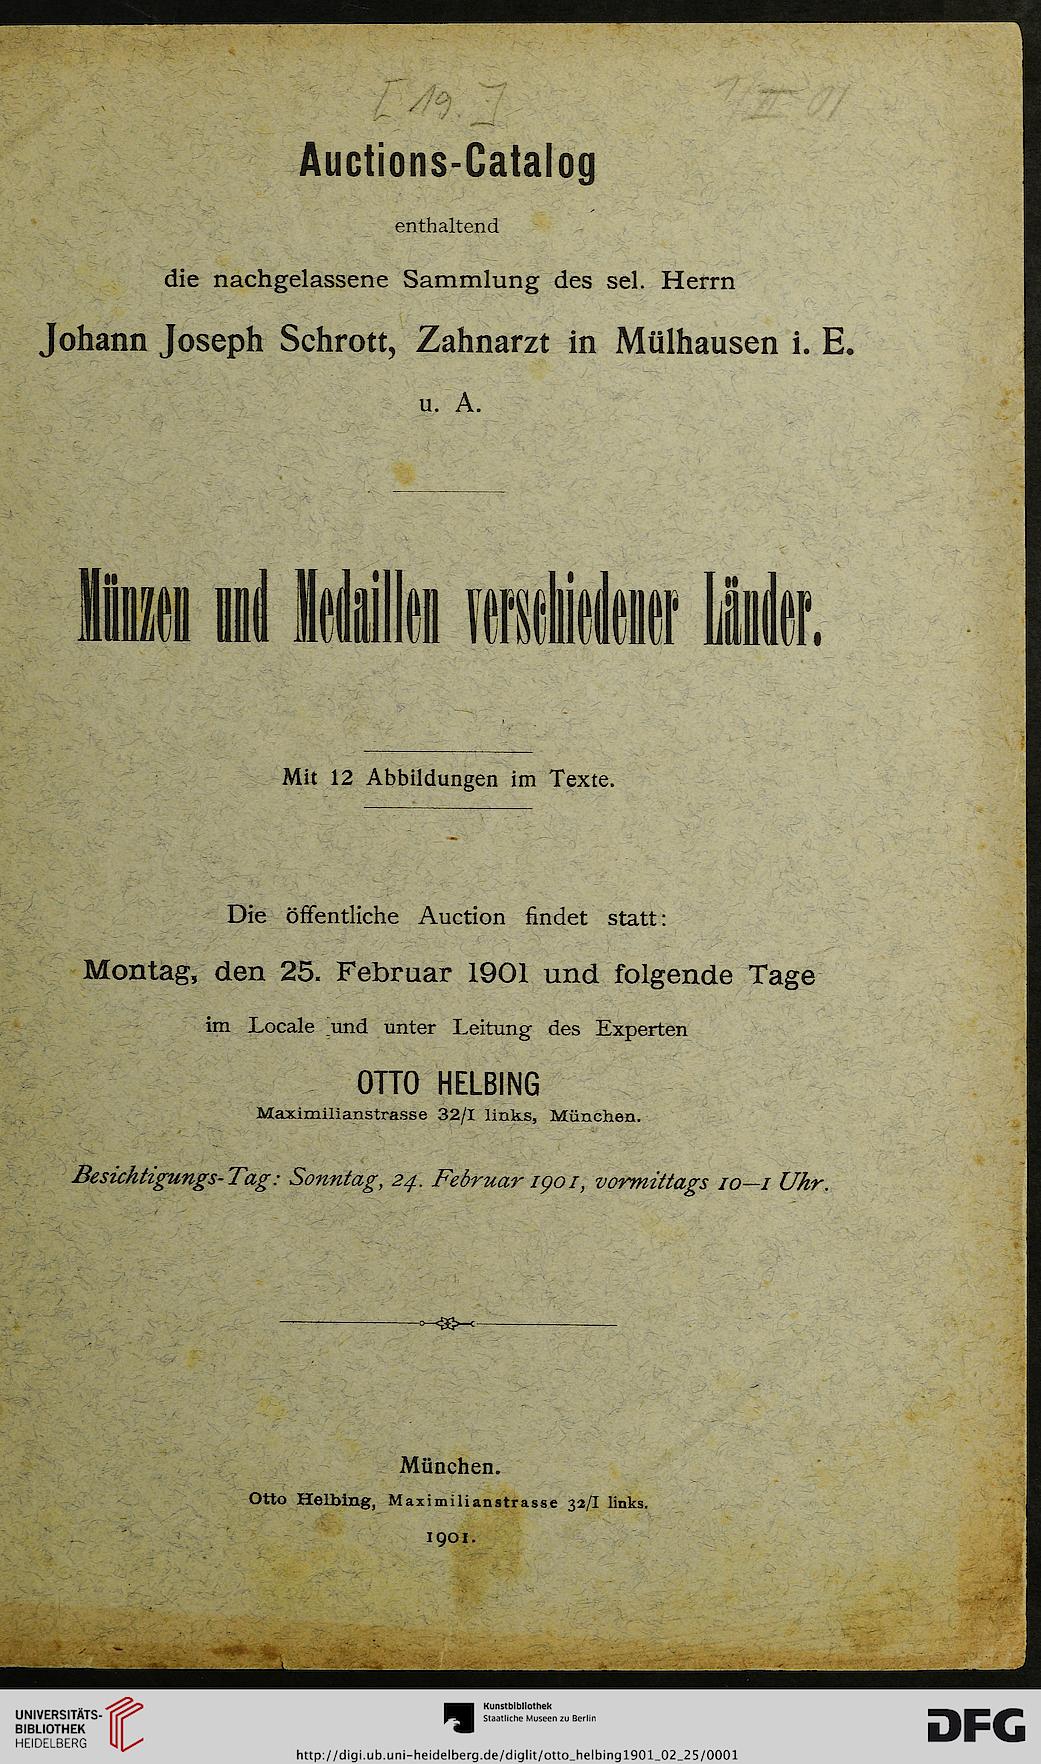 [19.]
Auctions-Catalog
enthaltend
die nachgelassene Sammlung des sel. Herrn
Johann Joseph Schrott, Zahnarzt in Mülhausen i. E.
u. A.
Münzen und Medaillen verschiedener Länder.
Mit 12 Abbildungen im Texte.
Die öffentliche Auction findet statt:
Montag, den 25. Februar 1901 und folgende Tage
im Locale und unter Leitung des Experten
OTTO HELBING
Maximilianstrasse 32/I links, München.
Besichtigungs-Tag: Sonntag, 24. Februar 1901, vormittags 10—1 Uhr.
München.
Otto Helbing, Maximilianstrasse 32/I links.
1901.
UNIVERSITÄTS-
BIBLIOTHEK
HEIDELBERG
Kunstbibliothek
Staatliche Museen zu Berlin
DFG
http://digi.ub.uni-heidelberg.de/diglit/otto_helbing1901_02_25/0001